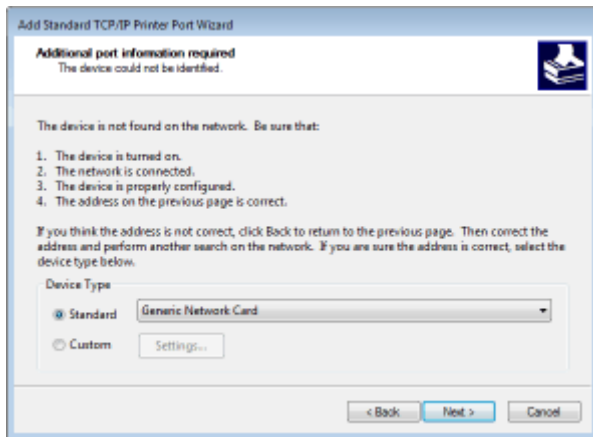 Add Standard TCP/IP Printer Port Wizard
Additional port information required
The device could not be identified.
The device is not found on the network. Be sure that:
1. The device is turned on.
2. The network is connected.
3. The device is properly configured.
4. The address on the previous page is correct.
If you think the address is not correct, click Back to return to the previous page. Then correct the
address and perform another search on the network. If you are sure the address is correct, select the
device type below.
Device Type
Standard Generic Network Card
Custom Settings...
< Back Next > Cancel